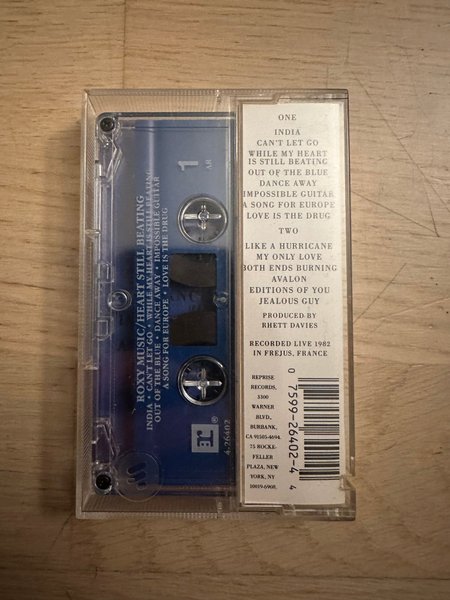 ONE
INDIA
CAN'T LET GO
WHILE MY HEART
IS STILL BEATING
OUT OF THE BLUE
DANCE AWAY
IMPOSSIBLE GUITAR
A SONG FOR EUROPE
LOVE IS THE DRUG
TWO
LIKE A HURRICANE
MY ONLY LOVE
BOTH ENDS BURNING
AVALON
EDITIONS OF YOU
JEALOUS GUY
PRODUCED BY
RHETT DAVIES
RECORDED LIVE 1982
IN FREJUS, FRANCE
REPRISE
RECORDS,
3300
WARNER
BLVD.,
BURBANK,
CA 91505-4694.
75 ROCKE-
FELLER
PLAZA, NEW
YORK, NY
10019-6908.
0 7599-26402-4 4
ROXY MUSIC/HEART STILL BEATING
INDIA • CAN'T LET GO • WHILE MY HEART IS STILL BEATING
OUT OF THE BLUE • DANCE AWAY • IMPOSSIBLE GUITAR
A SONG FOR EUROPE • LOVE IS THE DRUG
1
AR
r®
4-26402